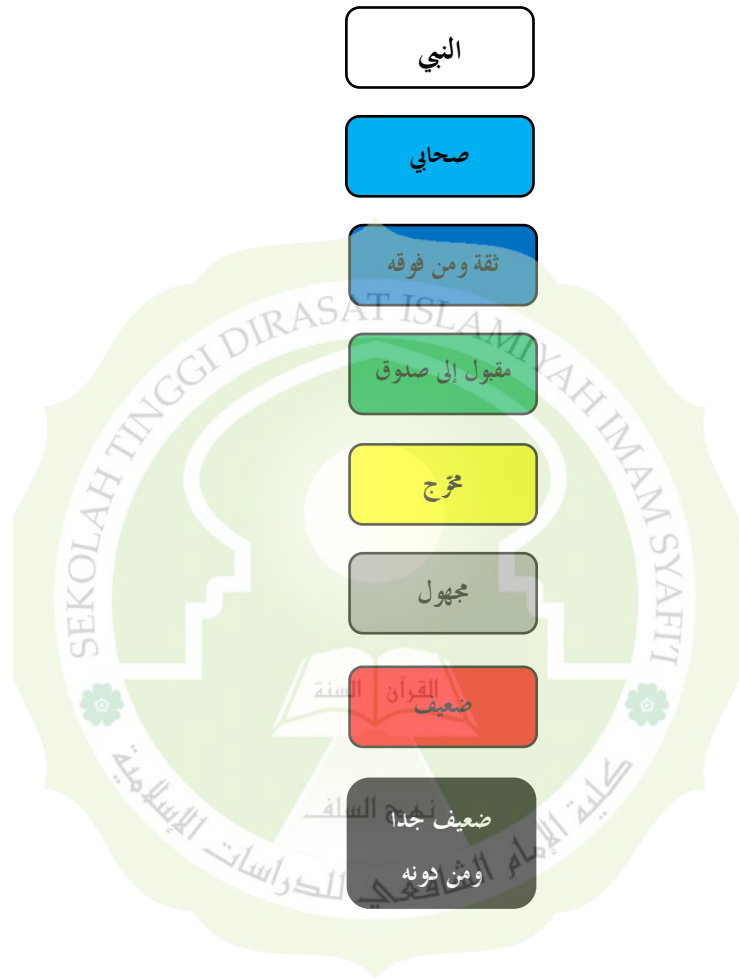 النبي
صحابي
ثقة ومن فوقه
مقبول إلى صدوق
مخرّج
مجهول
ضعيف
ضعيف جدا
ومن دونه
SEKOLAH TINGGI DIRASAT ISLAMIYAH IMAM SYAFI'I
القرآن السنة
نهج السلف
كلية الإمام الشافعي للدراسات الإسلامية